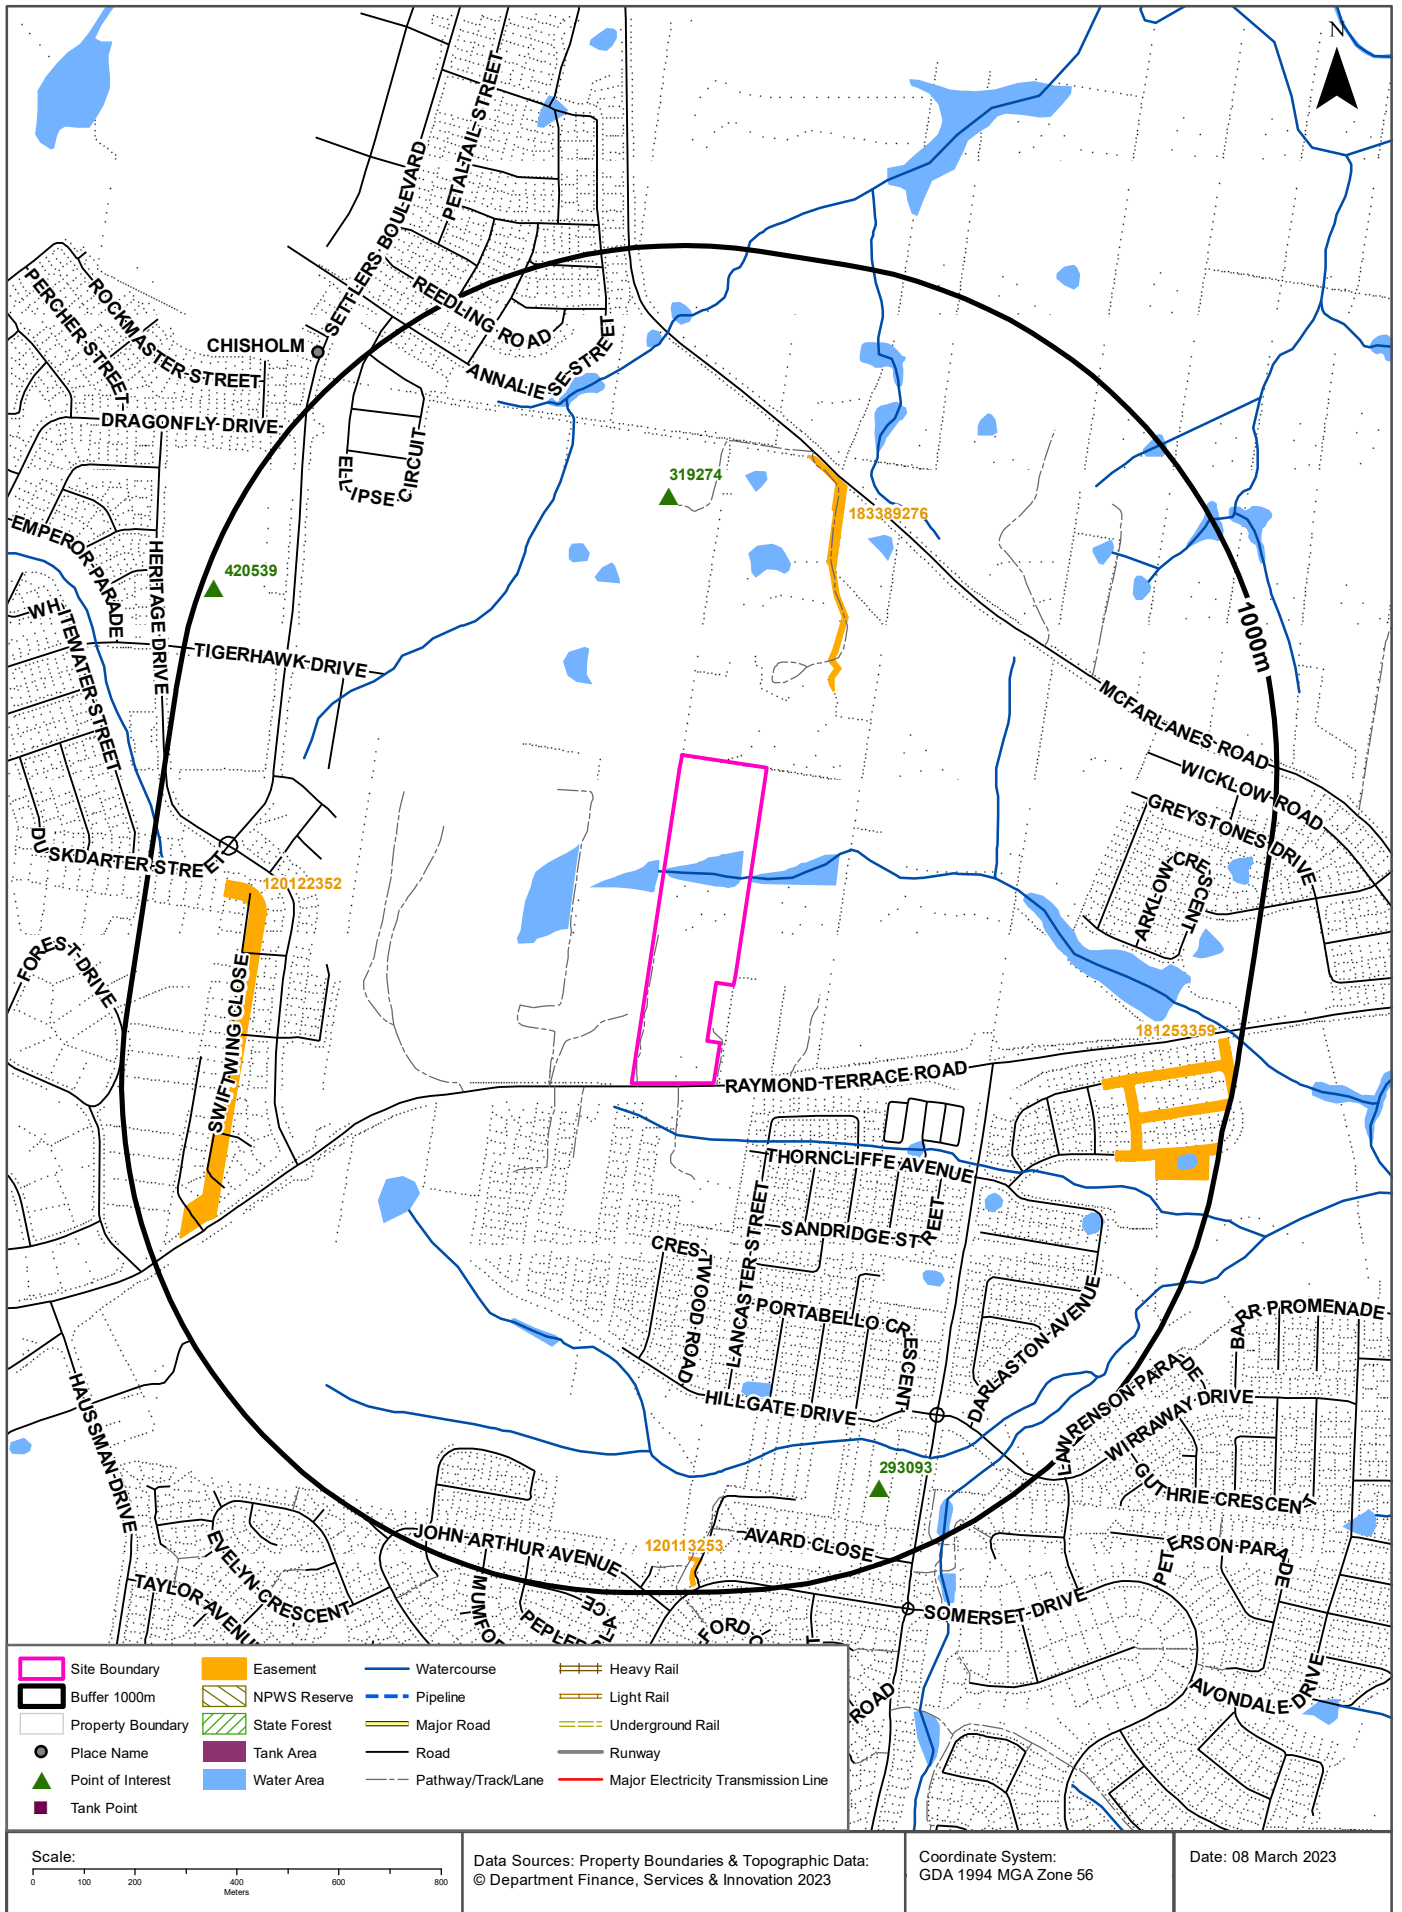 N
PETALTAIL STREET
SETTLERS BOULEVARD
PERCHER STREET
ROCKMASTER STREET
REEDLING ROAD
CHISHOLM
ANNALIESE STREET
DRAGONFLY DRIVE
ELLIPSE CIRCUIT
319274
183389276
EMPEROR PARADE
HERITAGE DRIVE
420539
WHITEWATER STREET
TIGERHAWK DRIVE
1000m
MCFARLANES ROAD
WICKLOW ROAD
GREYSTONES DRIVE
ARKLOW CRESCENT
DUSKDARTER STREET
120122352
FOREST DRIVE
SWIFTWING CLOSE
181253359
RAYMOND TERRACE ROAD
THORNCLIFFE AVENUE
LANCASTER STREET
SANDRIDGE STREET
CRESTWOOD ROAD
PORTABELLO CRESCENT
DARLASTON AVENUE
BARR PROMENADE
HILLGATE DRIVE
LAWRENSON PARADE
WIRRAWAY DRIVE
HAUSSMAN DRIVE
293093
GUTHRIE CRESCENT
JOHN ARTHUR AVENUE
120113253
AVARD CLOSE
PETERSON PARADE
EVELYN CRESCENT
TAYLOR AVENU
MUMFOR
PEPLER PLACE
FORD C
SOMERSET DRIVE
ROAD
AVONDALE DRIVE
Site Boundary
Easement
Watercourse
Heavy Rail
Buffer 1000m
NPWS Reserve
Pipeline
Light Rail
Property Boundary
State Forest
Major Road
Underground Rail
Place Name
Tank Area
Road
Runway
Point of Interest
Water Area
Pathway/Track/Lane
Major Electricity Transmission Line
Tank Point
Scale:
0 100 200 400 600 800
Meters
Data Sources: Property Boundaries & Topographic Data:
© Department Finance, Services & Innovation 2023
Coordinate System:
GDA 1994 MGA Zone 56
Date: 08 March 2023